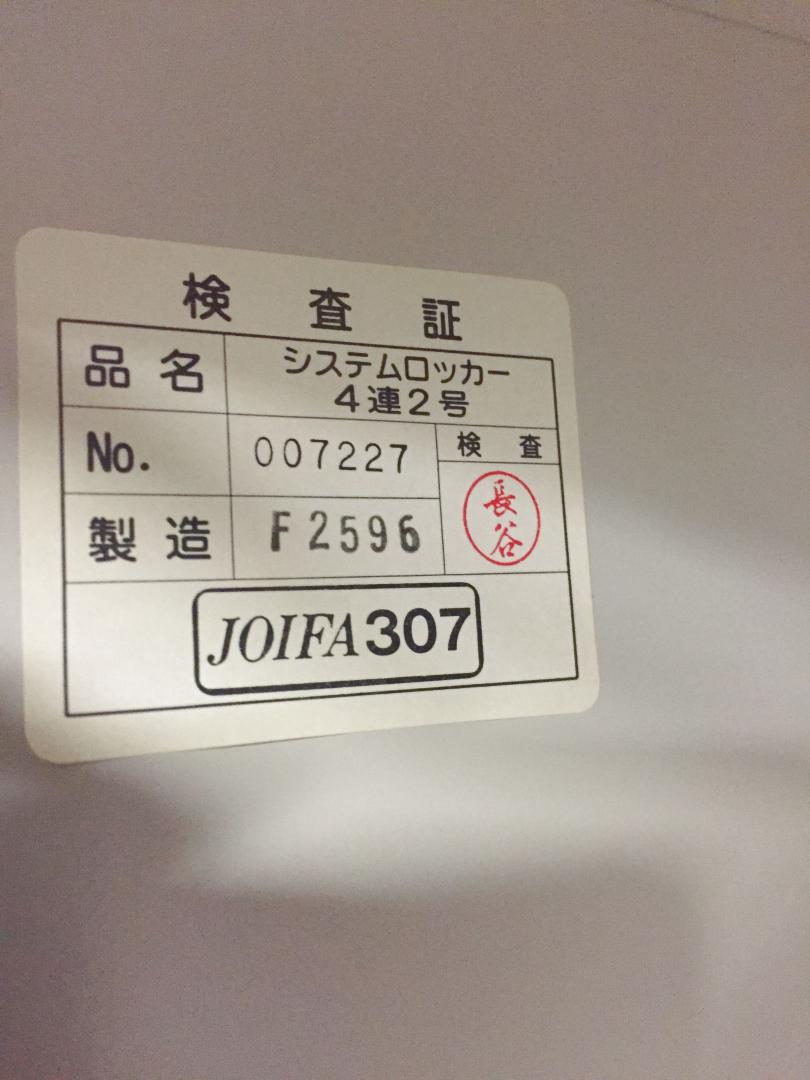 検査証
品名
システムロッカー
4連2号
No.
007227
検査
製造
F2596
長谷
JOIFA307